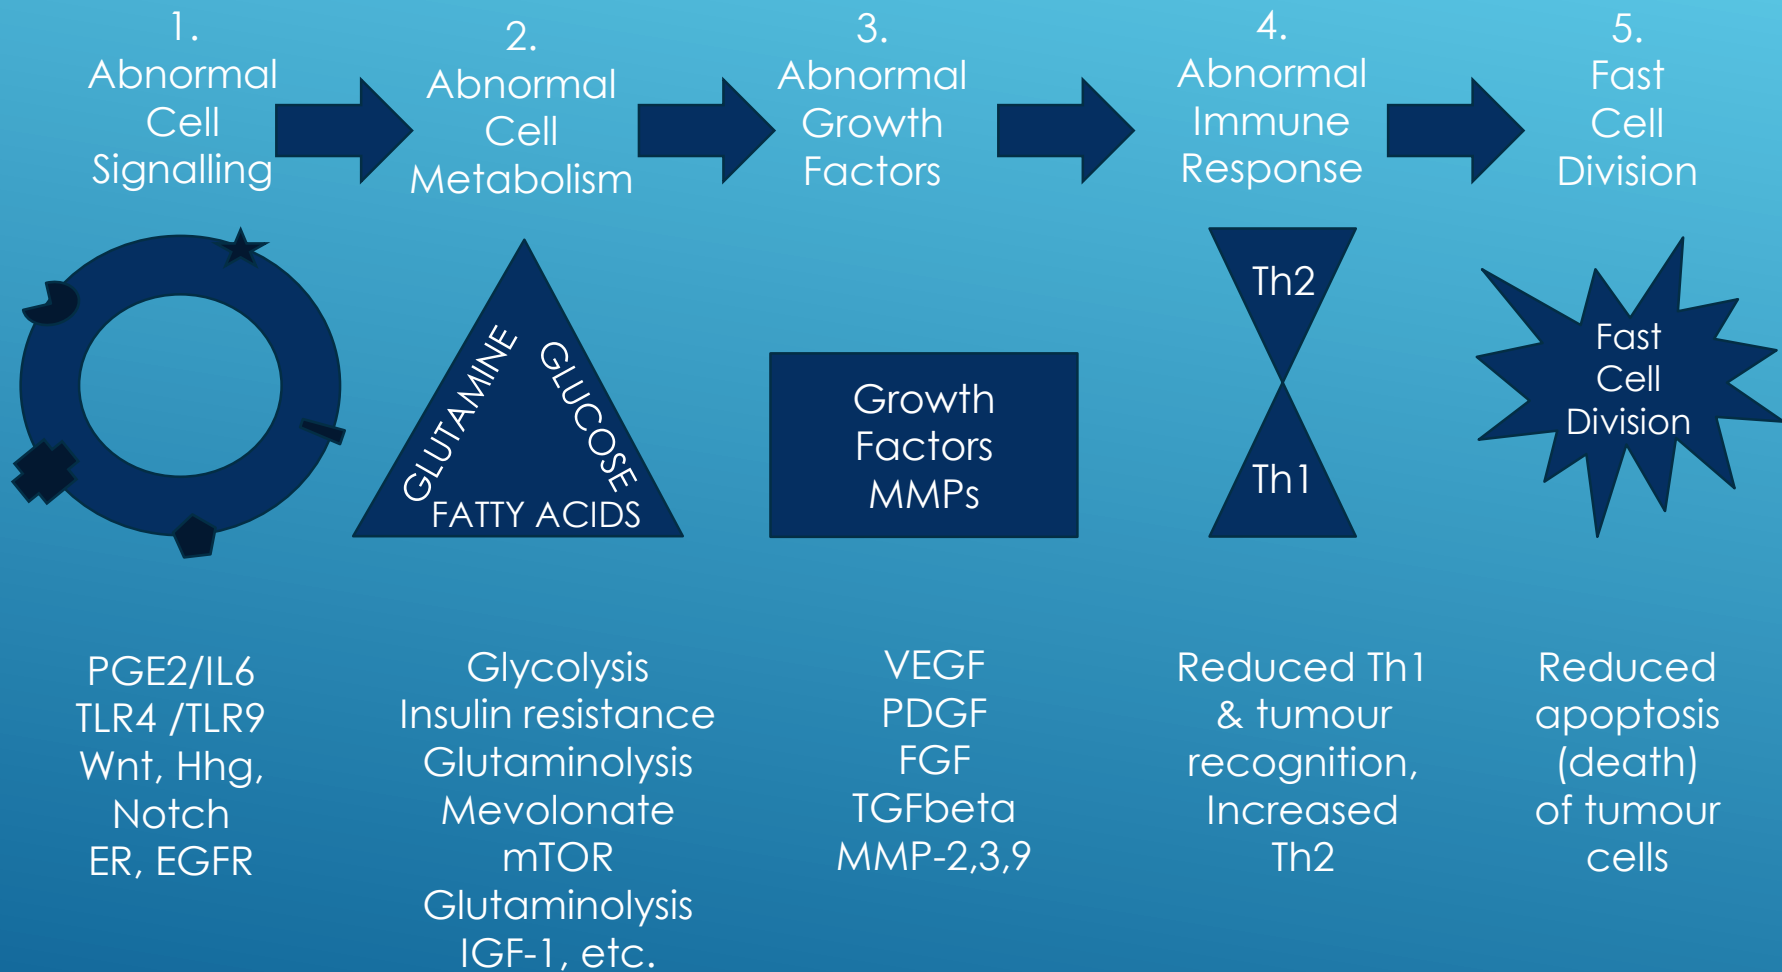 1.
Abnormal
Cell
Signalling
2.
Abnormal
Cell
Metabolism
3.
Abnormal
Growth
Factors
4.
Abnormal
Immune
Response
5.
Fast
Cell
Division
GLUTAMINE
GLUCOSE
FATTY ACIDS
Growth
Factors
MMPs
Th2
Th1
Fast
Cell
Division
PGE2/IL6
TLR4 /TLR9
Wnt, Hhg,
Notch
ER, EGFR
Glycolysis
Insulin resistance
Glutaminolysis
Mevolonate
mTOR
Glutaminolysis
IGF-1, etc.
VEGF
PDGF
FGF
TGFbeta
MMP-2,3,9
Reduced Th1
& tumour
recognition,
Increased
Th2
Reduced
apoptosis
(death)
of tumour
cells